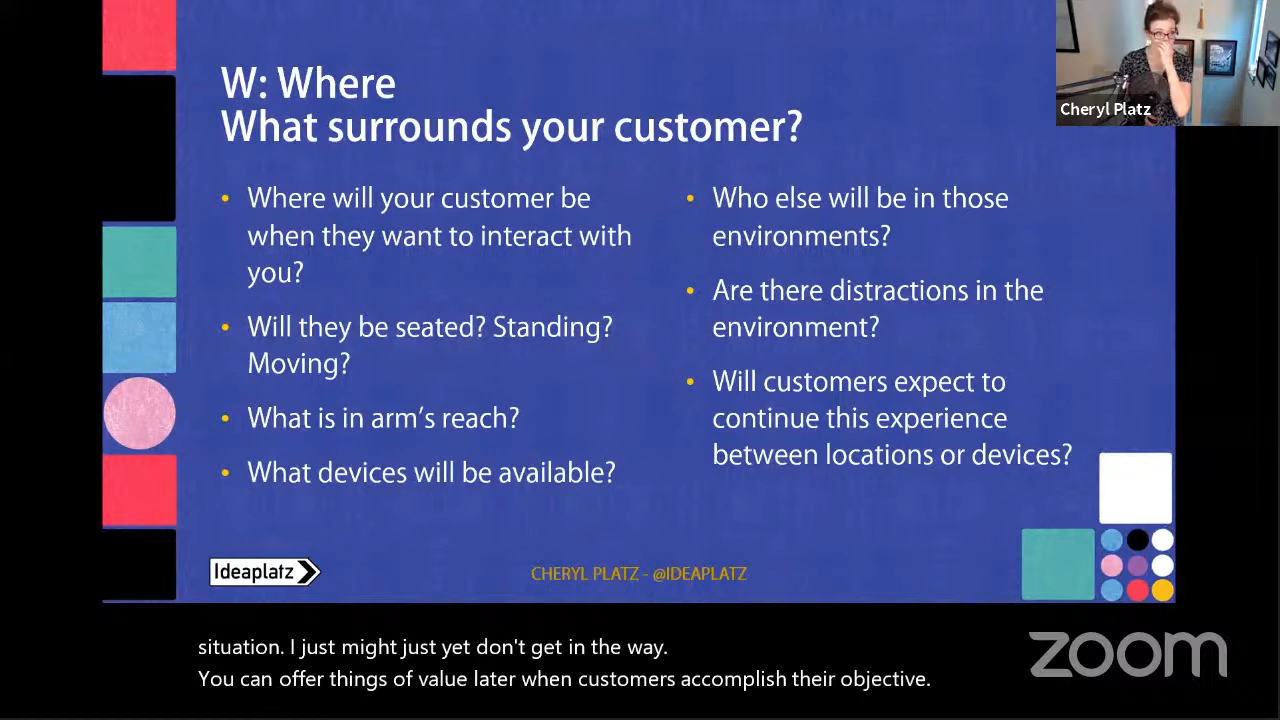 W: Where
What surrounds your customer?
• Where will your customer be
when they want to interact with
you?
• Will they be seated? Standing?
Moving?
• What is in arm's reach?
• What devices will be available?
• Who else will be in those
environments?
• Are there distractions in the
environment?
• Will customers expect to
continue this experience
between locations or devices?
Ideaplatz
CHERYL PLATZ - @IDEAPLATZ
Cheryl Platz
situation. I just might just yet don't get in the way.
You can offer things of value later when customers accomplish their objective.
zoom